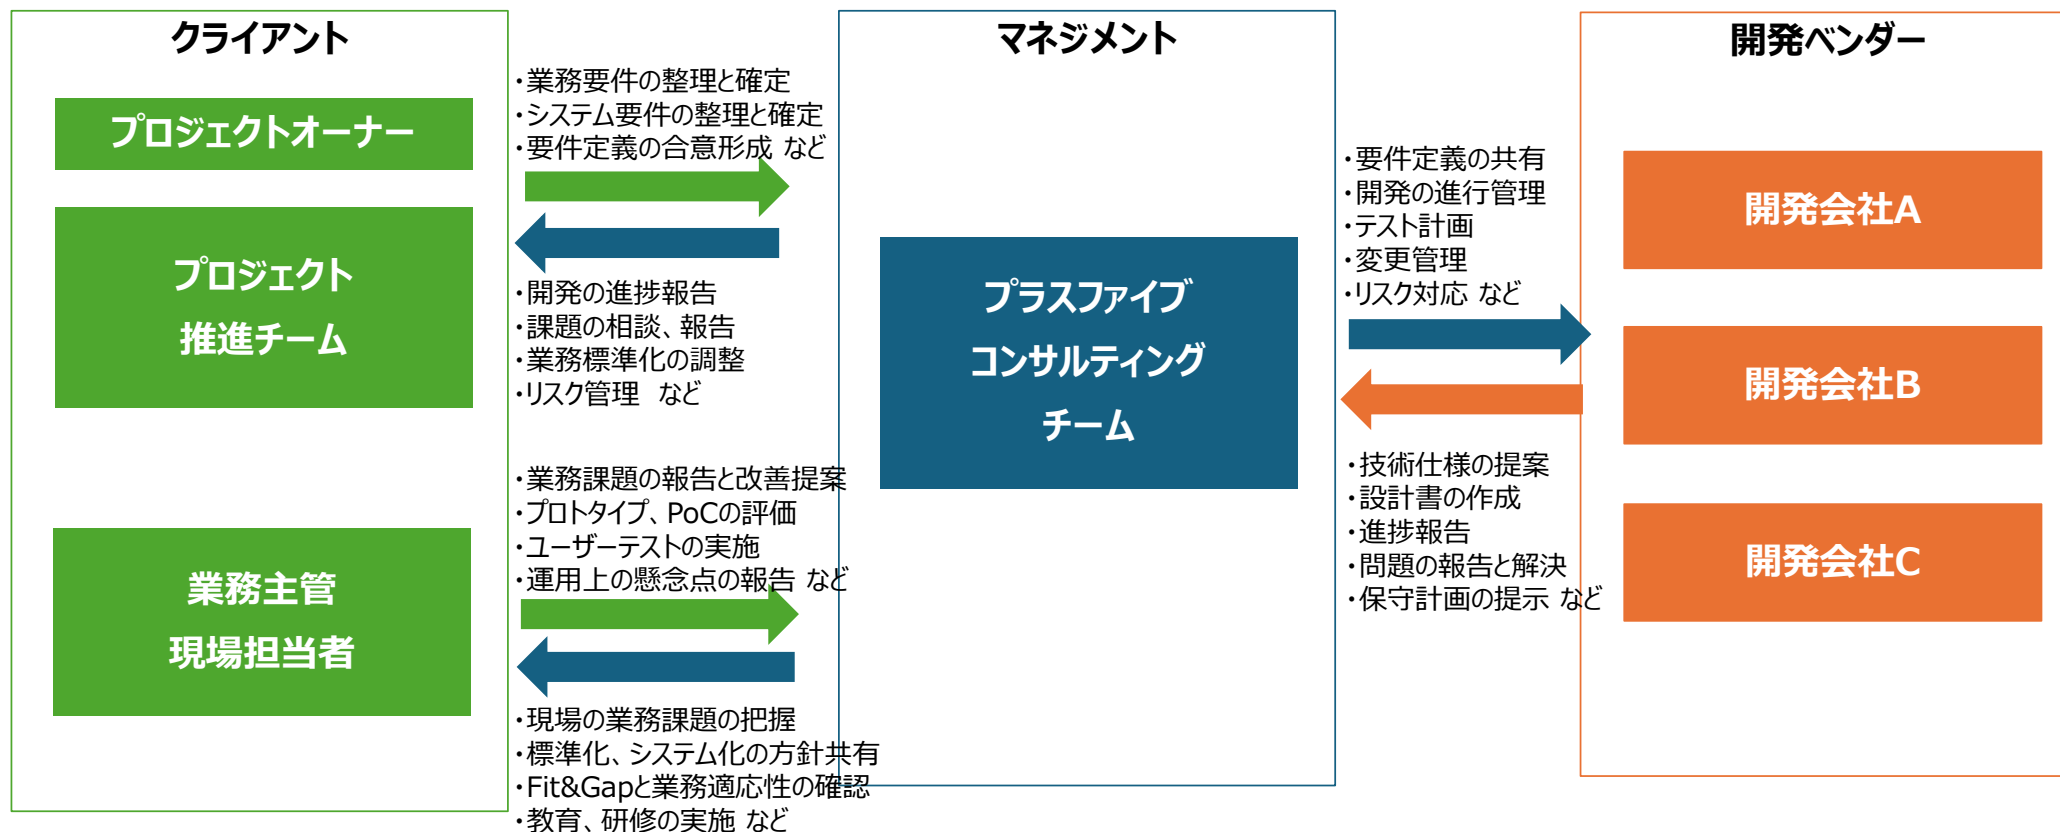 クライアント
プロジェクトオーナー
プロジェクト
推進チーム
業務主管
現場担当者
・業務要件の整理と確定
・システム要件の整理と確定
・要件定義の合意形成 など
・開発の進捗報告
・課題の相談、報告
・業務標準化の調整
・リスク管理 など
・業務課題の報告と改善提案
・プロトタイプ、PoCの評価
・ユーザーテストの実施
・運用上の懸念点の報告 など
・現場の業務課題の把握
・標準化、システム化の方針共有
・Fit&Gapと業務適応性の確認
・教育、研修の実施 など
マネジメント
プラスファイブ
コンサルティング
チーム
・要件定義の共有
・開発の進行管理
・テスト計画
・変更管理
・リスク対応 など
・技術仕様の提案
・設計書の作成
・進捗報告
・問題の報告と解決
・保守計画の提示 など
開発ベンダー
開発会社A
開発会社B
開発会社C